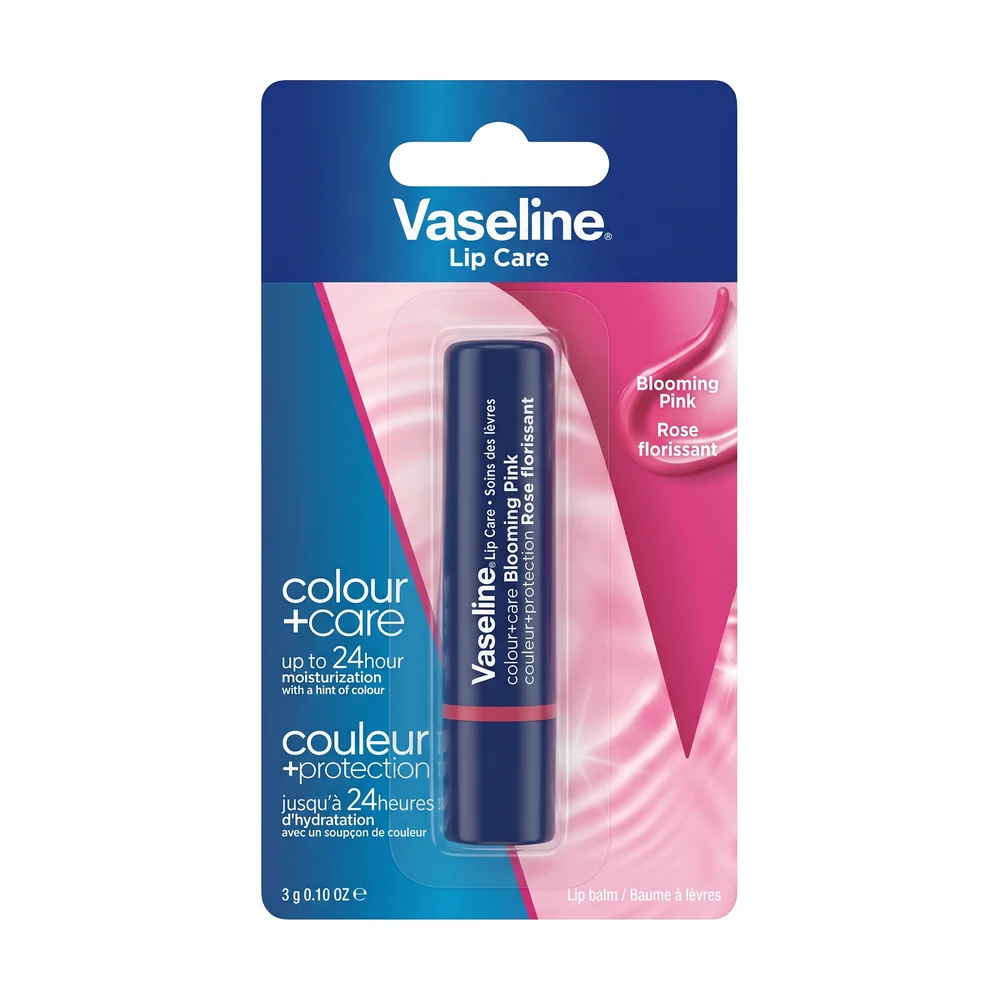 Vaseline®
Lip Care
Blooming
Pink
Rose
florissant
Vaseline® Lip Care • Soins des lèvres
colour+care Blooming Pink
couleur+protection Rose florissant
colour
+care
up to 24hour
moisturization
with a hint of colour
couleur
+protection
jusqu'à 24heures
d'hydratation
avec un soupçon de couleur
3 g 0.10 OZ ℮
Lip balm / Baume à lèvres